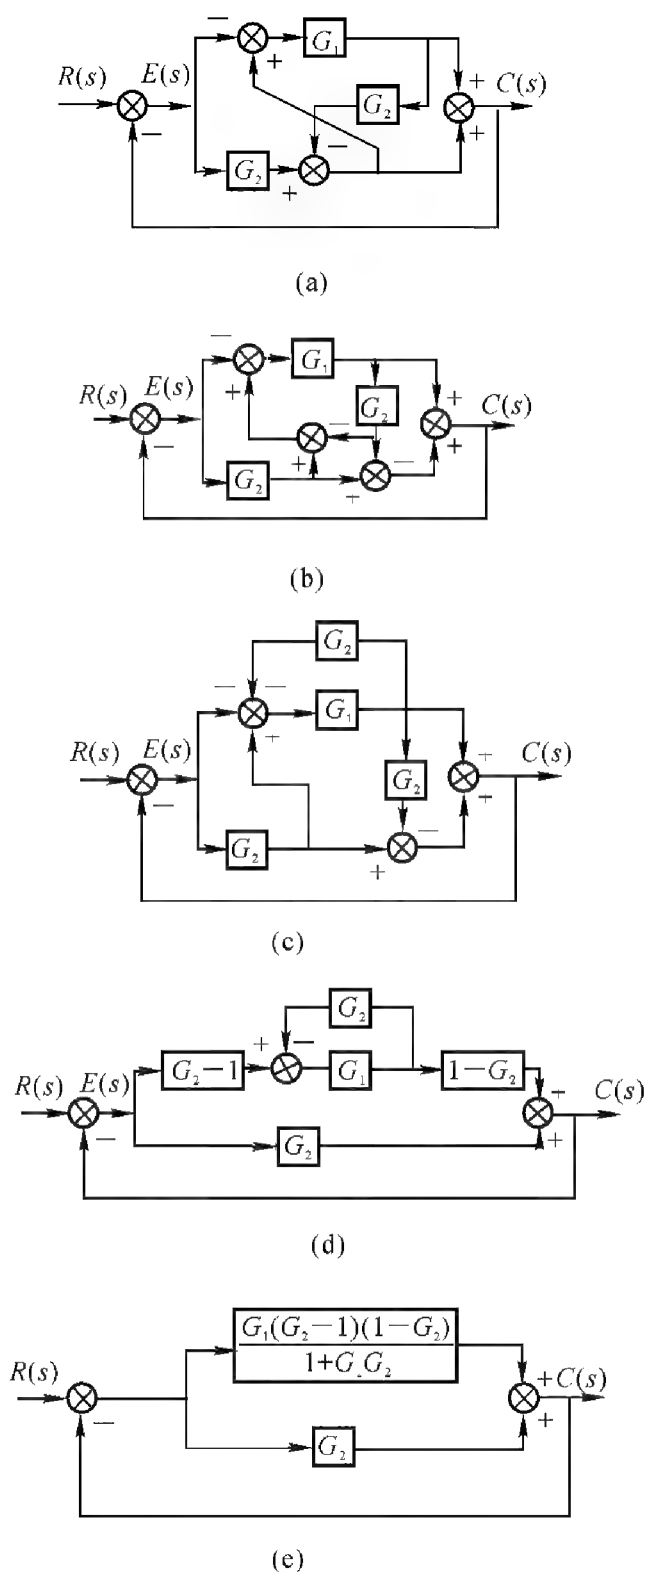 − G₁
R(s) E(s) + + C(s)
− G₂ − +
G₂ +
(a)
− G₁
R(s) E(s) + G₂ + C(s)
− − +
G₂ + + −
(b)
G₂
− − G₁
R(s) E(s) + + C(s)
− G₂ +
G₂ + −
(c)
G₂
+ −
G₂−1 G₁ 1−G₂
R(s) E(s) + C(s)
− G₂ +
(d)
G₁(G₂−1)(1−G₂)
1+G₁G₂
R(s) + C(s)
− G₂ +
(e)